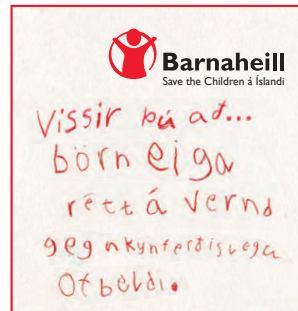 Barnaheill
Save the Children á Íslandi
Vissir þú að...
börn eiga
rétt á vernd
gegn kynferðislegu
ofbeldi.